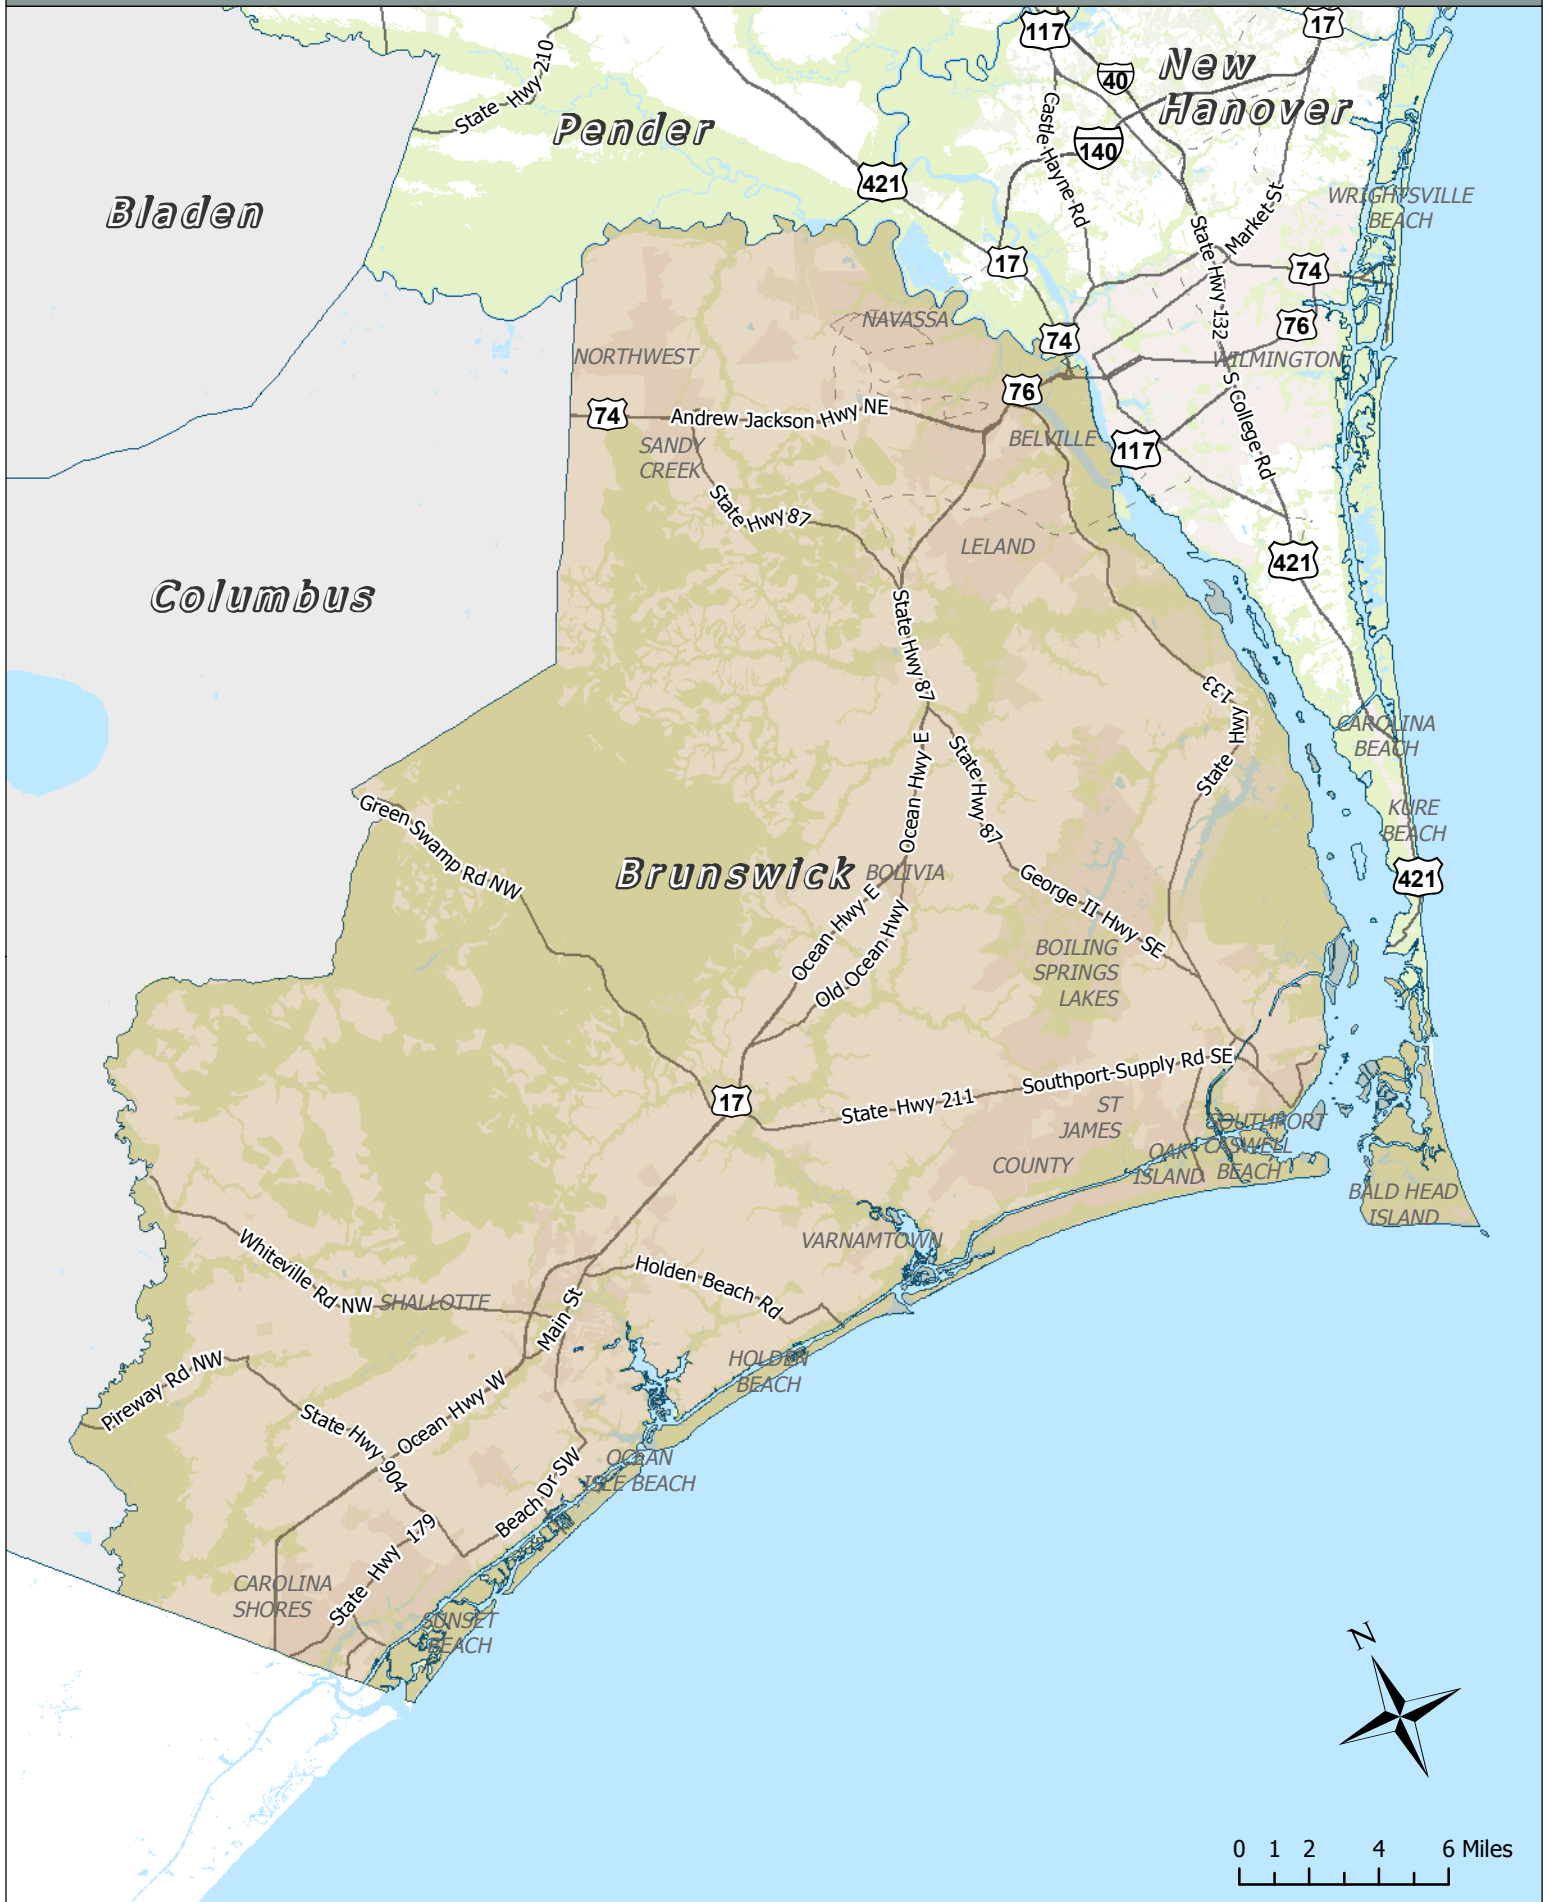 117
17
New
Hanover
40
State Hwy 210
Pender
Castle Hayne Rd
140
421
Bladen
WRIGHTSVILLE
BEACH
Market St
State Hwy 132
17
74
NAVASSA
74
76
NORTHWEST
WILMINGTON
76
74
Andrew Jackson Hwy NE
S College Rd
SANDY
CREEK
BELVILLE
117
State Hwy 87
LELAND
421
Columbus
State Hwy 87
State Hwy 133
CAROLINA
BEACH
Ocean Hwy E
State Hwy 87
Green Swamp Rd NW
KURE
BEACH
Brunswick
BOLIVIA
421
George II Hwy SE
Ocean Hwy E
Old Ocean Hwy
BOILING
SPRINGS
LAKES
Southport-Supply Rd SE
17
State Hwy 211
ST
JAMES
SOUTHPORT
COUNTY
OAK
ISLAND
CASWELL
BEACH
BALD HEAD
ISLAND
VARNAMTOWN
Whiteville Rd NW
SHALLOTTE
Holden Beach Rd
Main St
HOLDEN
BEACH
Pireway Rd NW
State Hwy 904
Ocean Hwy W
OCEAN
ISLE BEACH
Beach Dr SW
State Hwy 179
CAROLINA
SHORES
SUNSET
BEACH
N
0 1 2 4 6 Miles